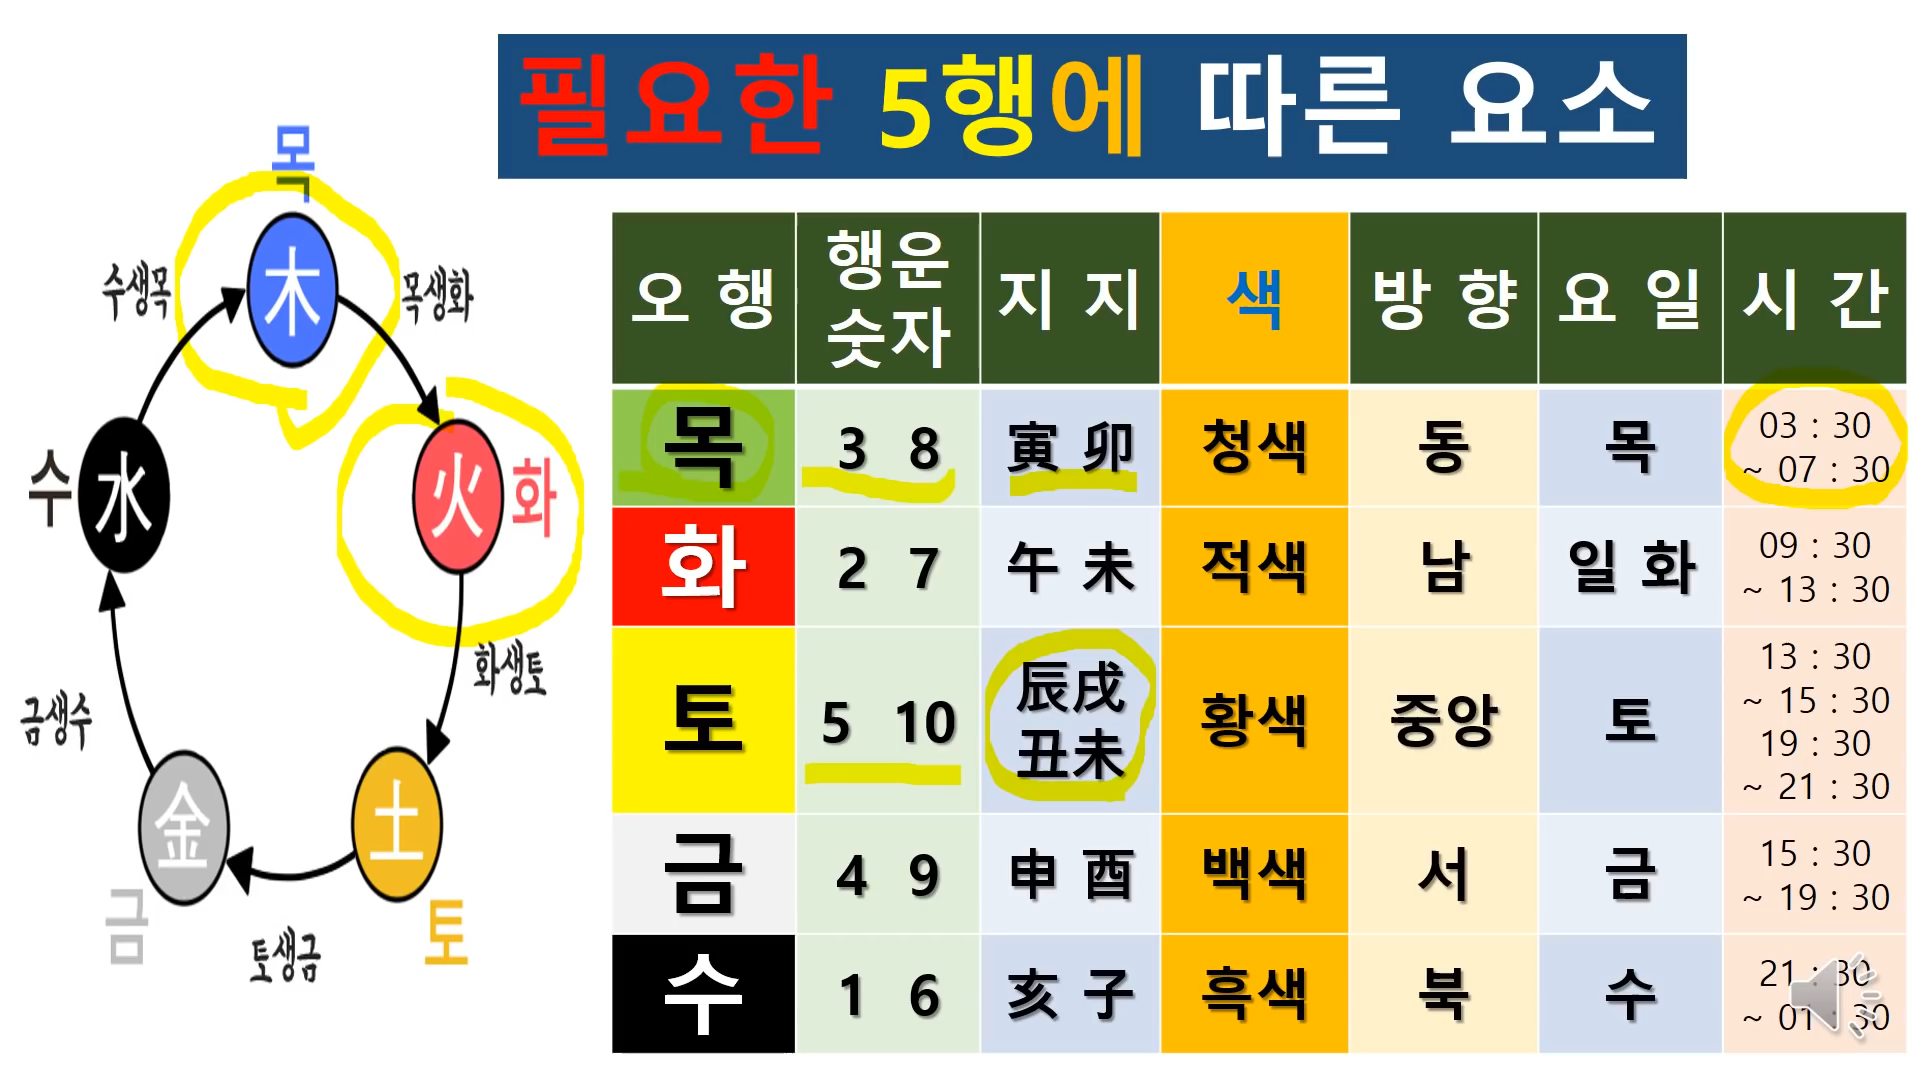 필요한 5행에 따른 요소
목
木
수생목
목생화
수
水
火
화
화생토
금생수
金
土
금
토
토생금
오 행
행운
숫자
지 지
색
방 향
요 일
시 간
목
3 8
寅 卯
청색
동
목
03 : 30
~ 07 : 30
화
2 7
午 未
적색
남
일 화
09 : 30
~ 13 : 30
토
5 10
辰戌
丑未
황색
중앙
토
13 : 30
~ 15 : 30
19 : 30
~ 21 : 30
금
4 9
申 酉
백색
서
금
15 : 30
~ 19 : 30
수
1 6
亥 子
흑색
북
수
21 : 30
~ 01 : 30